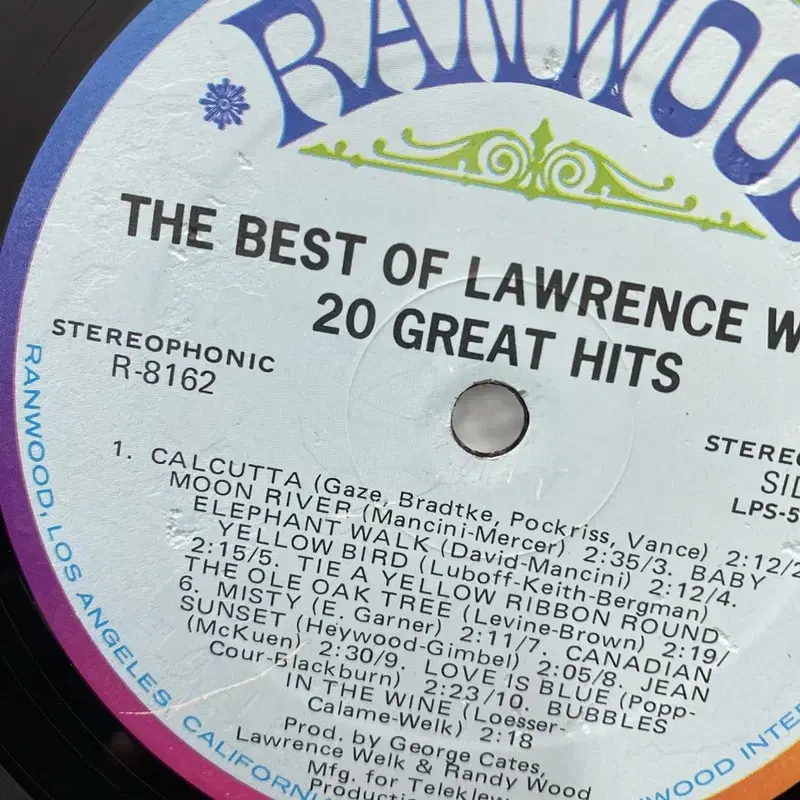 RANWOO
THE BEST OF LAWRENCE W
20 GREAT HITS
STEREOPHONIC
R-8162
STEREO
SID
LPS-5
1. CALCUTTA (Gaze, Bradtke, Pockriss, Vance) 2:12/2
MOON RIVER (Mancini-Mercer) 2:35/3. BABY
ELEPHANT WALK (David-Mancini) 2:12/4.
YELLOW BIRD (Luboff-Keith-Bergman)
2:15/5. TIE A YELLOW RIBBON ROUND
THE OLE OAK TREE (Levine-Brown) 2:19/
6. MISTY (E. Garner) 2:11/7. CANADIAN
SUNSET (Heywood-Gimbel) 2:05/8. JEAN
(McKuen) 2:30/9. LOVE IS BLUE (Popp-
Cour-Blackburn) 2:23/10. BUBBLES
IN THE WINE (Loesser-
Calame-Welk) 2:18
Prod. by George Cates,
Lawrence Welk & Randy Wood
Mfg. for Teleklew
Productio
RANWOOD, LOS ANGELES, CALIFORNI
NWOOD INTER